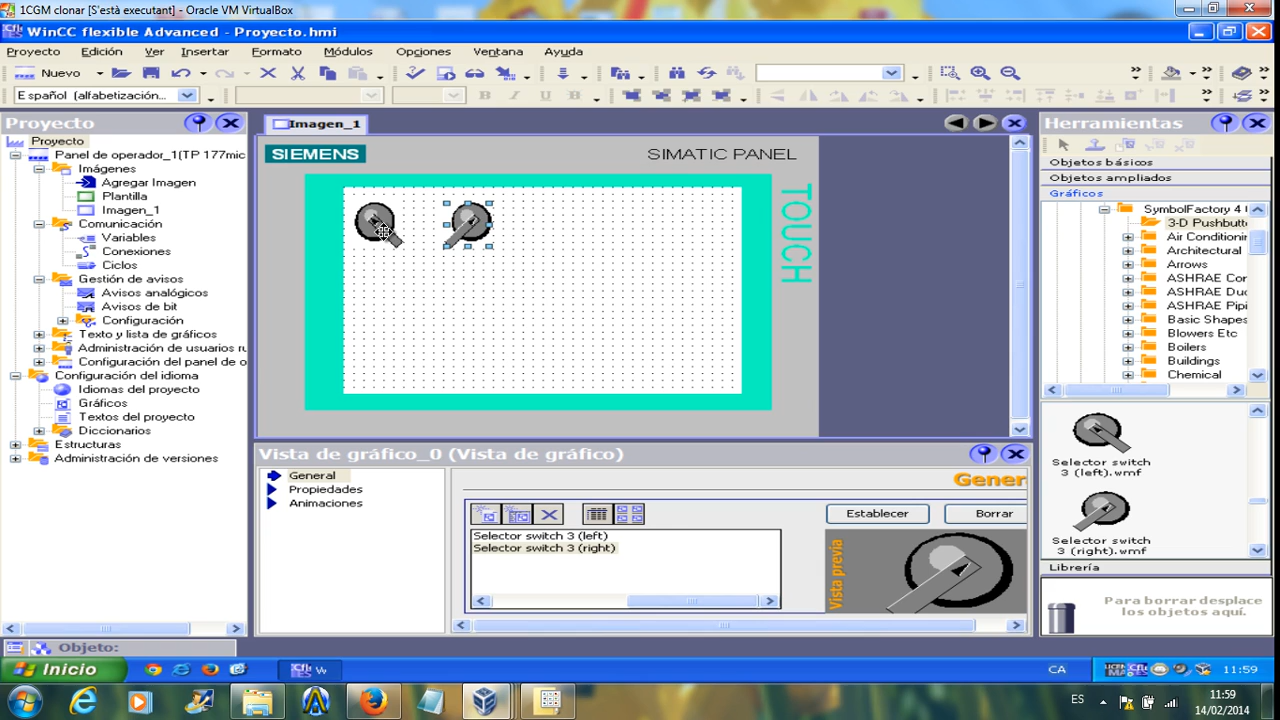 1CGM clonar [S'està executant] - Oracle VM VirtualBox
WinCC flexible Advanced - Proyecto.hmi
Proyecto Edición Ver Insertar Formato Módulos Opciones Ventana Ayuda
Nuevo
Español (alfabetización... B I U
Proyecto
Proyecto
Panel de operador_1(TP 177mic
Imágenes
Agregar Imagen
Plantilla
Imagen_1
Comunicación
Variables
Conexiones
Ciclos
Gestión de avisos
Avisos analógicos
Avisos de bit
Configuración
Texto y lista de gráficos
Administración de usuarios ru
Configuración del panel de o
Configuración del idioma
Idiomas del proyecto
Gráficos
Textos del proyecto
Diccionarios
Estructuras
Administración de versiones
Objeto:
Imagen_1
SIEMENS
SIMATIC PANEL
TOUCH
Vista de gráfico_0 (Vista de gráfico)
General
Propiedades
Animaciones
Gener
Establecer
Borrar
Selector switch 3 (left)
Selector switch 3 (right)
Vista previa
Herramientas
Objetos básicos
Objetos ampliados
Gráficos
SymbolFactory 4
3-D Pushbutto
Air Conditionin
Architectural
Arrows
ASHRAE Con
ASHRAE Duc
ASHRAE Pipi
Basic Shapes
Blowers Etc
Boilers
Buildings
Chemical
Selector switch
3 (left).wmf
Selector switch
3 (right).wmf
Librería
Para borrar desplace
los objetos aquí.
Inicio
W
CA
11:59
ES
11:59
14/02/2014